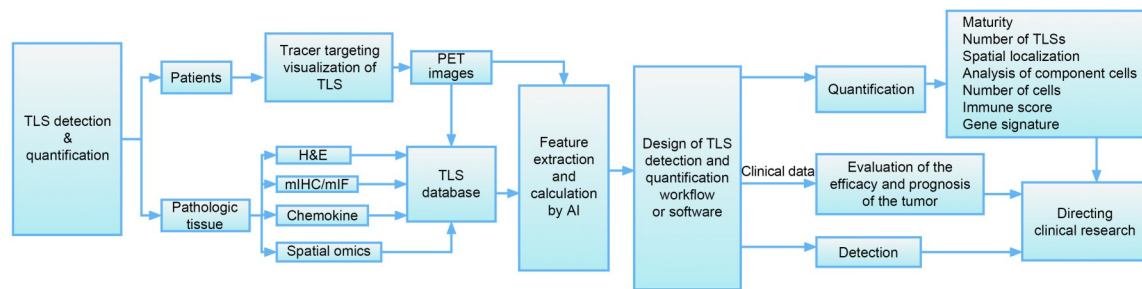 TLS detection
&
quantification
Patients
Tracer targeting
visualization of
TLS
PET
images
Pathologic
tissue
H&E
mIHC/mIF
Chemokine
Spatial omics
TLS
database
Feature
extraction
and
calculation
by AI
Design of TLS
detection and
quantification
workflow
or software
Quantification
Maturity
Number of TLSs
Spatial localization
Analysis of component cells
Number of cells
Immune score
Gene signature
Clinical data
Evaluation of the
efficacy and prognosis
of the tumor
Detection
Directing
clinical research